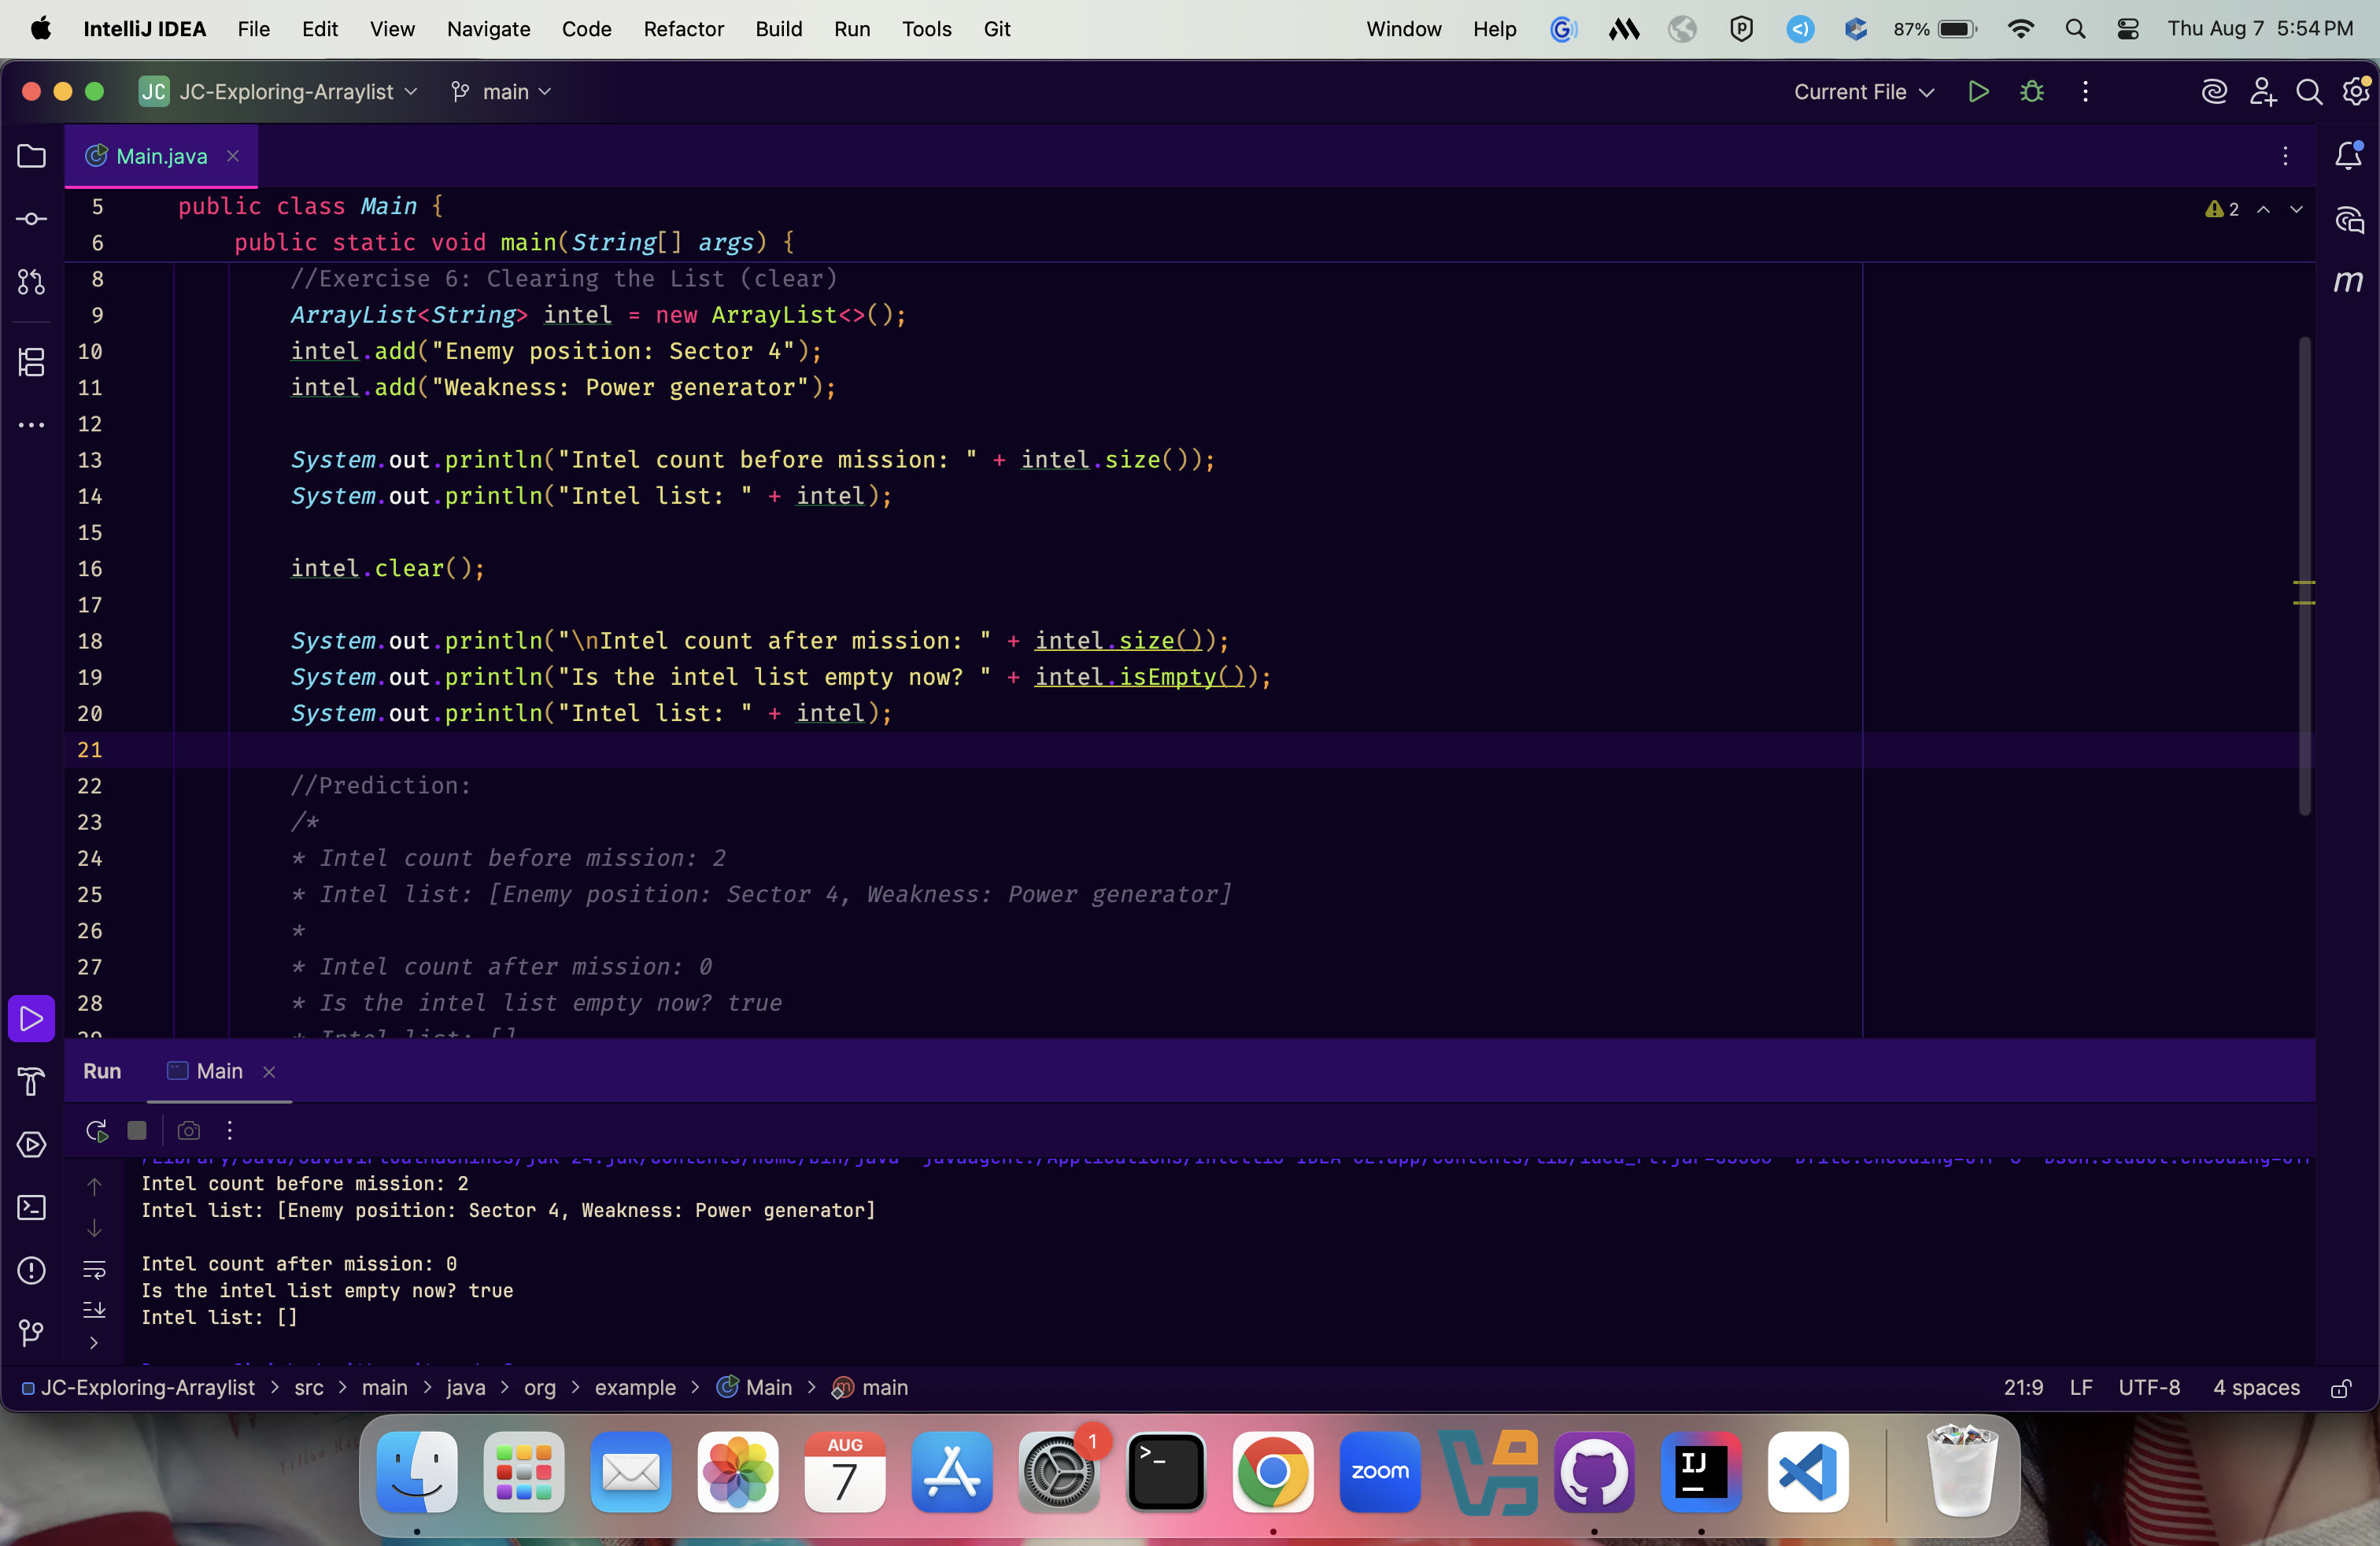 IntelliJ IDEA File Edit View Navigate Code Refactor Build Run Tools Git Window Help 87% Thu Aug 7 5:54 PM
JC JC-Exploring-Arraylist main Current File
Main.java
5 public class Main {
2
6 public static void main(String[] args) {
8 //Exercise 6: Clearing the List (clear)
9 ArrayList<String> intel = new ArrayList<>();
10 intel.add("Enemy position: Sector 4");
11 intel.add("Weakness: Power generator");
12
13 System.out.println("Intel count before mission: " + intel.size());
14 System.out.println("Intel list: " + intel);
15
16 intel.clear();
17
18 System.out.println("\nIntel count after mission: " + intel.size());
19 System.out.println("Is the intel list empty now? " + intel.isEmpty());
20 System.out.println("Intel list: " + intel);
21
22 //Prediction:
23 /*
24 * Intel count before mission: 2
25 * Intel list: [Enemy position: Sector 4, Weakness: Power generator]
26 *
27 * Intel count after mission: 0
28 * Is the intel list empty now? true
29 * Intel list: []
Run Main
Intel count before mission: 2
Intel list: [Enemy position: Sector 4, Weakness: Power generator]
Intel count after mission: 0
Is the intel list empty now? true
Intel list: []
JC-Exploring-Arraylist > src > main > java > org > example > Main > main 21:9 LF UTF-8 4 spaces
AUG
7
1
zoom
IJ